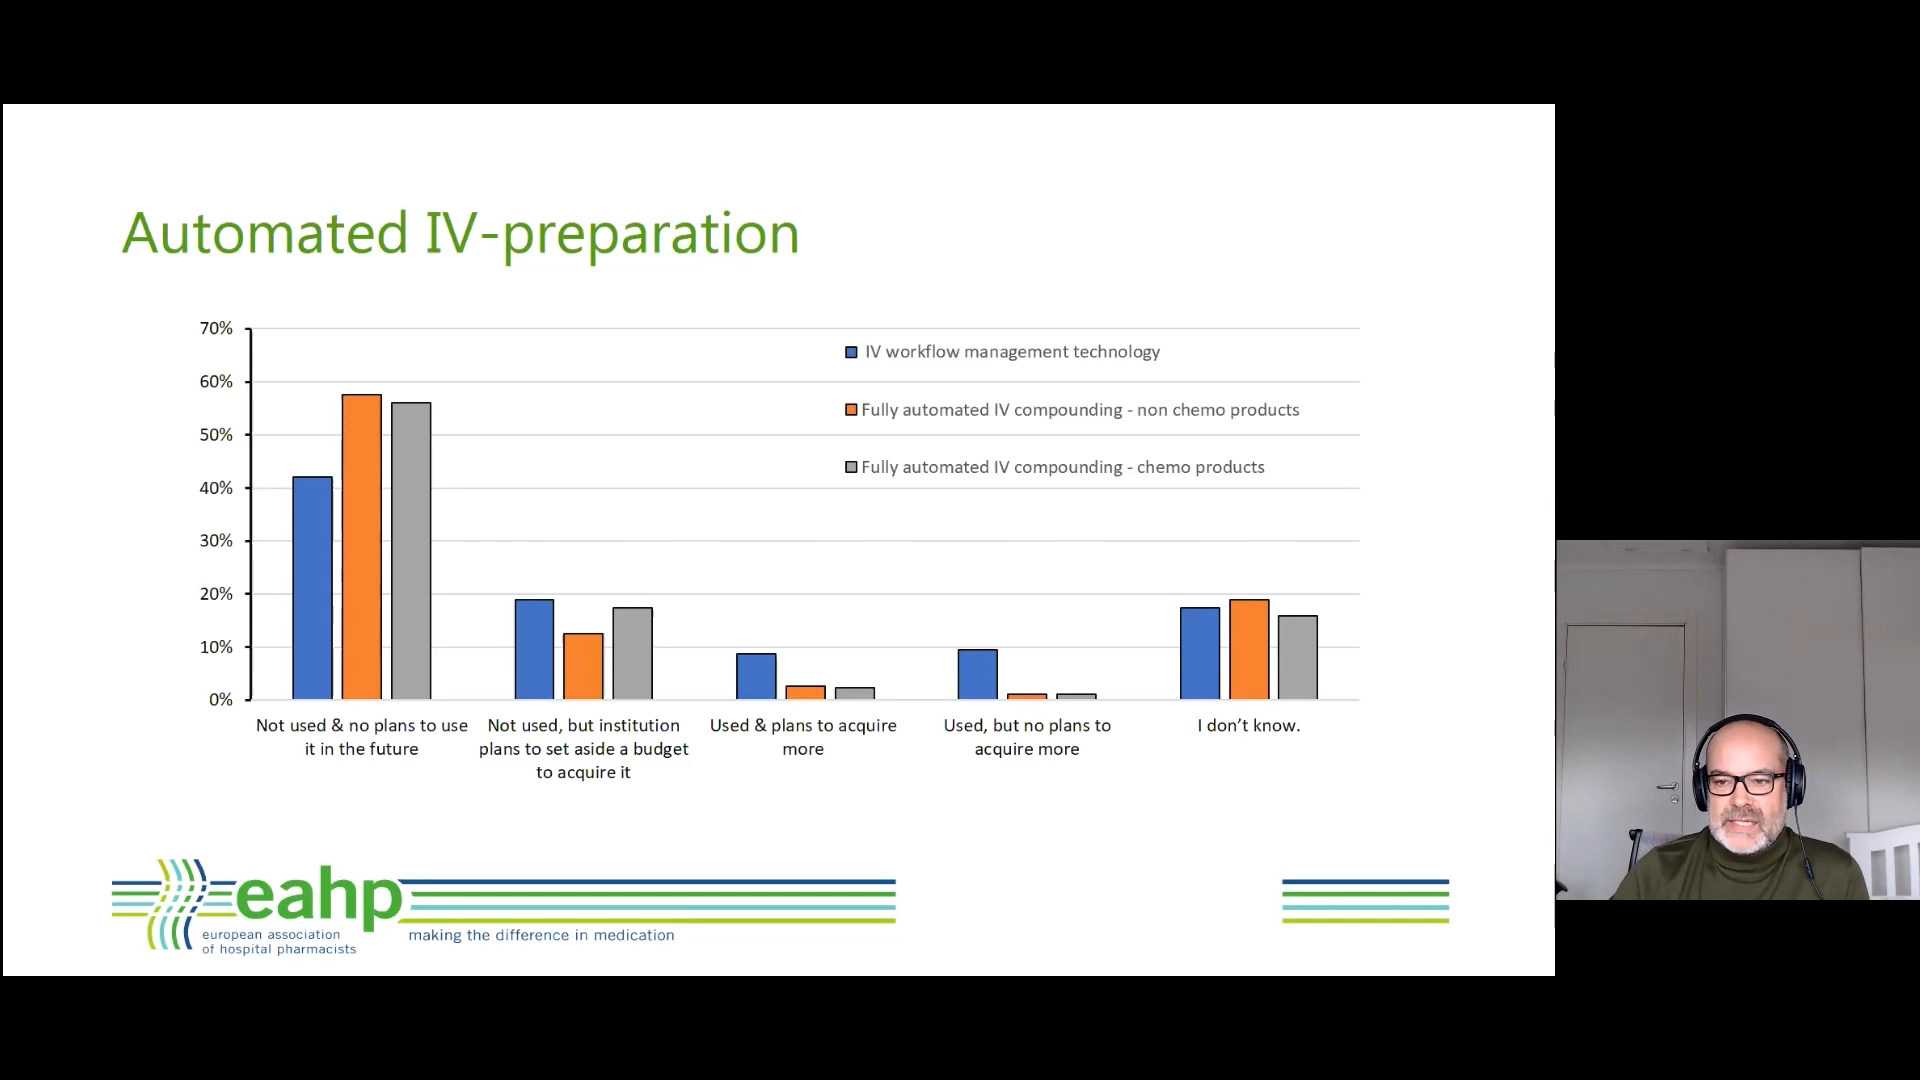 Automated IV-preparation
70%
60%
50%
40%
30%
20%
10%
0%
IV workflow management technology
Fully automated IV compounding - non chemo products
Fully automated IV compounding - chemo products
Not used & no plans to use
it in the future
Not used, but institution
plans to set aside a budget
to acquire it
Used & plans to acquire
more
Used, but no plans to
acquire more
I don’t know.
eahp
european association
of hospital pharmacists
making the difference in medication